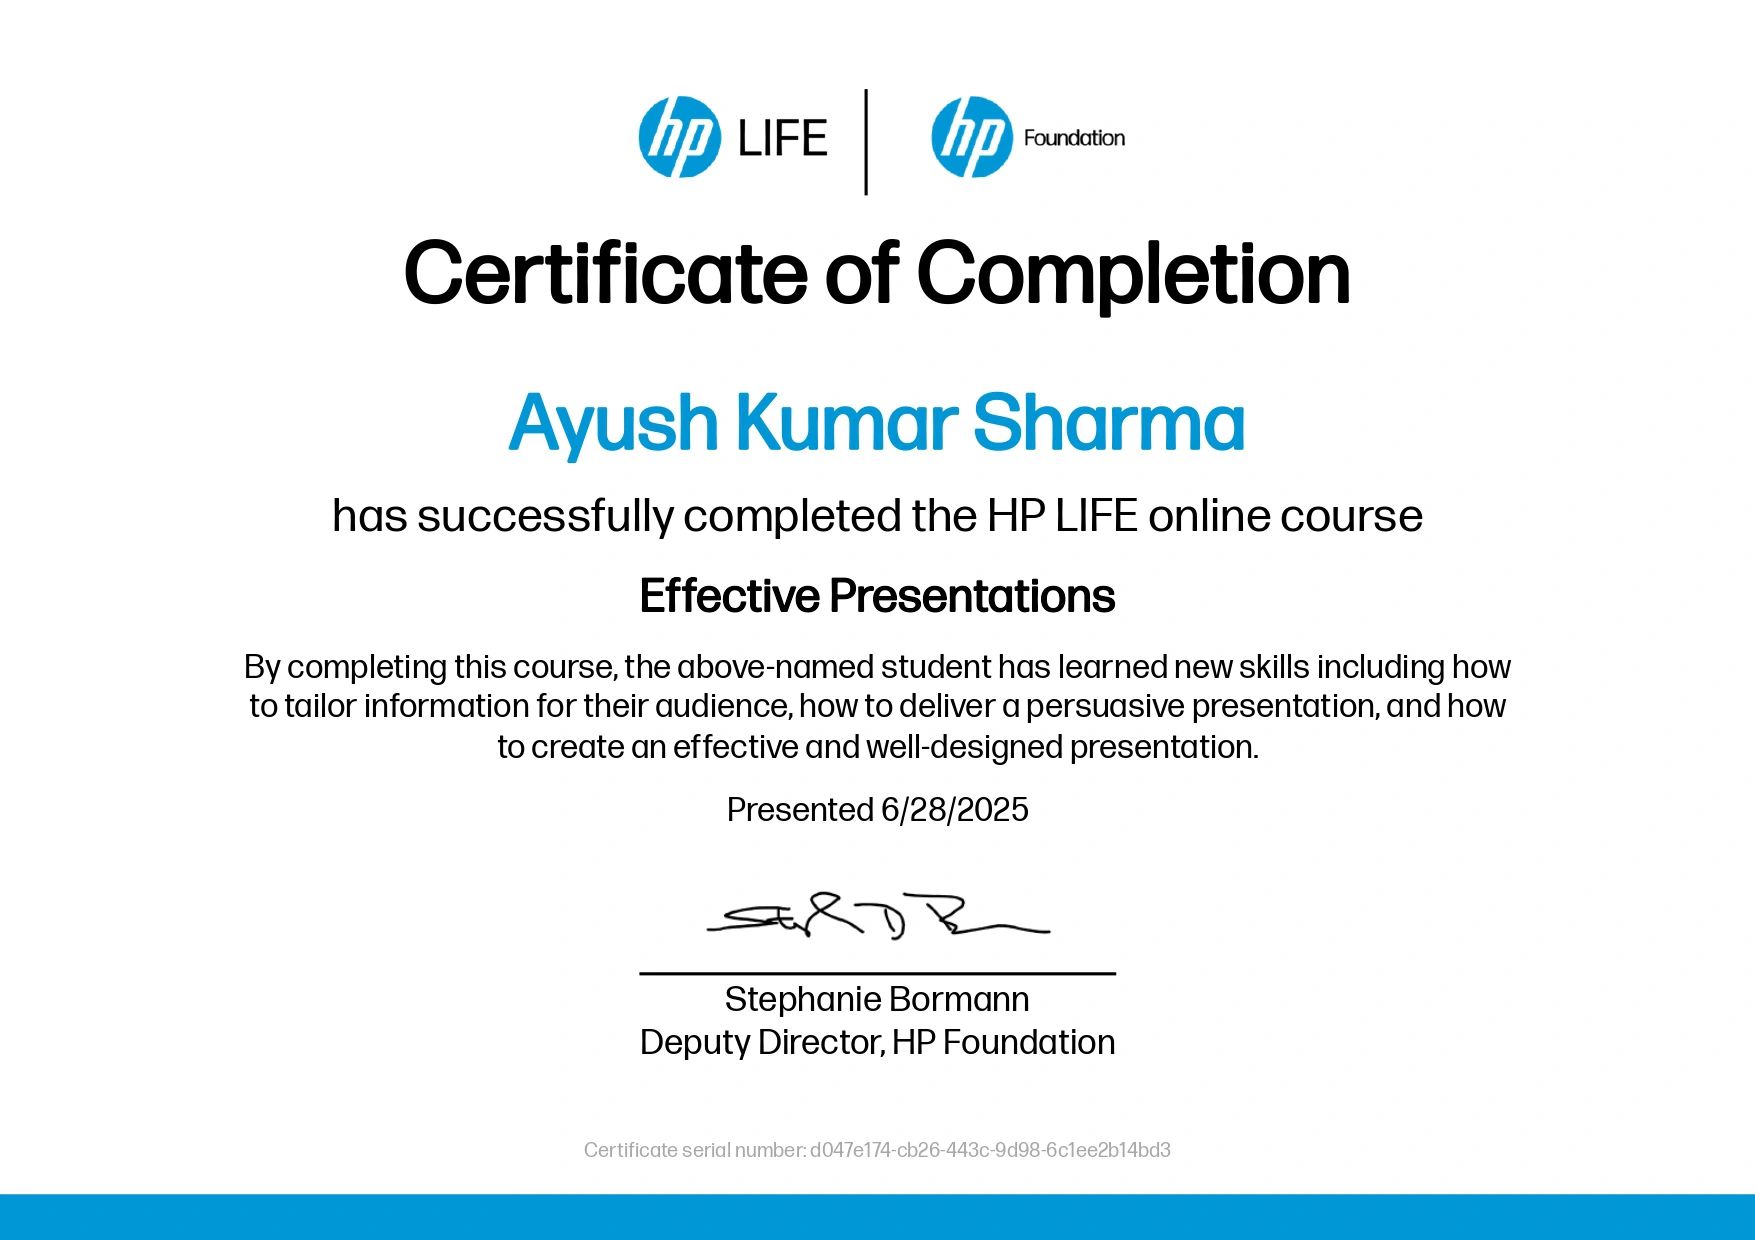 hp LIFE | hp Foundation
Certificate of Completion
Ayush Kumar Sharma
has successfully completed the HP LIFE online course
Effective Presentations
By completing this course, the above-named student has learned new skills including how
to tailor information for their audience, how to deliver a persuasive presentation, and how
to create an effective and well-designed presentation.
Presented 6/28/2025
Stephanie Bormann
Deputy Director, HP Foundation
Certificate serial number: d047e174-cb26-443c-9d98-6c1ee2b14bd3